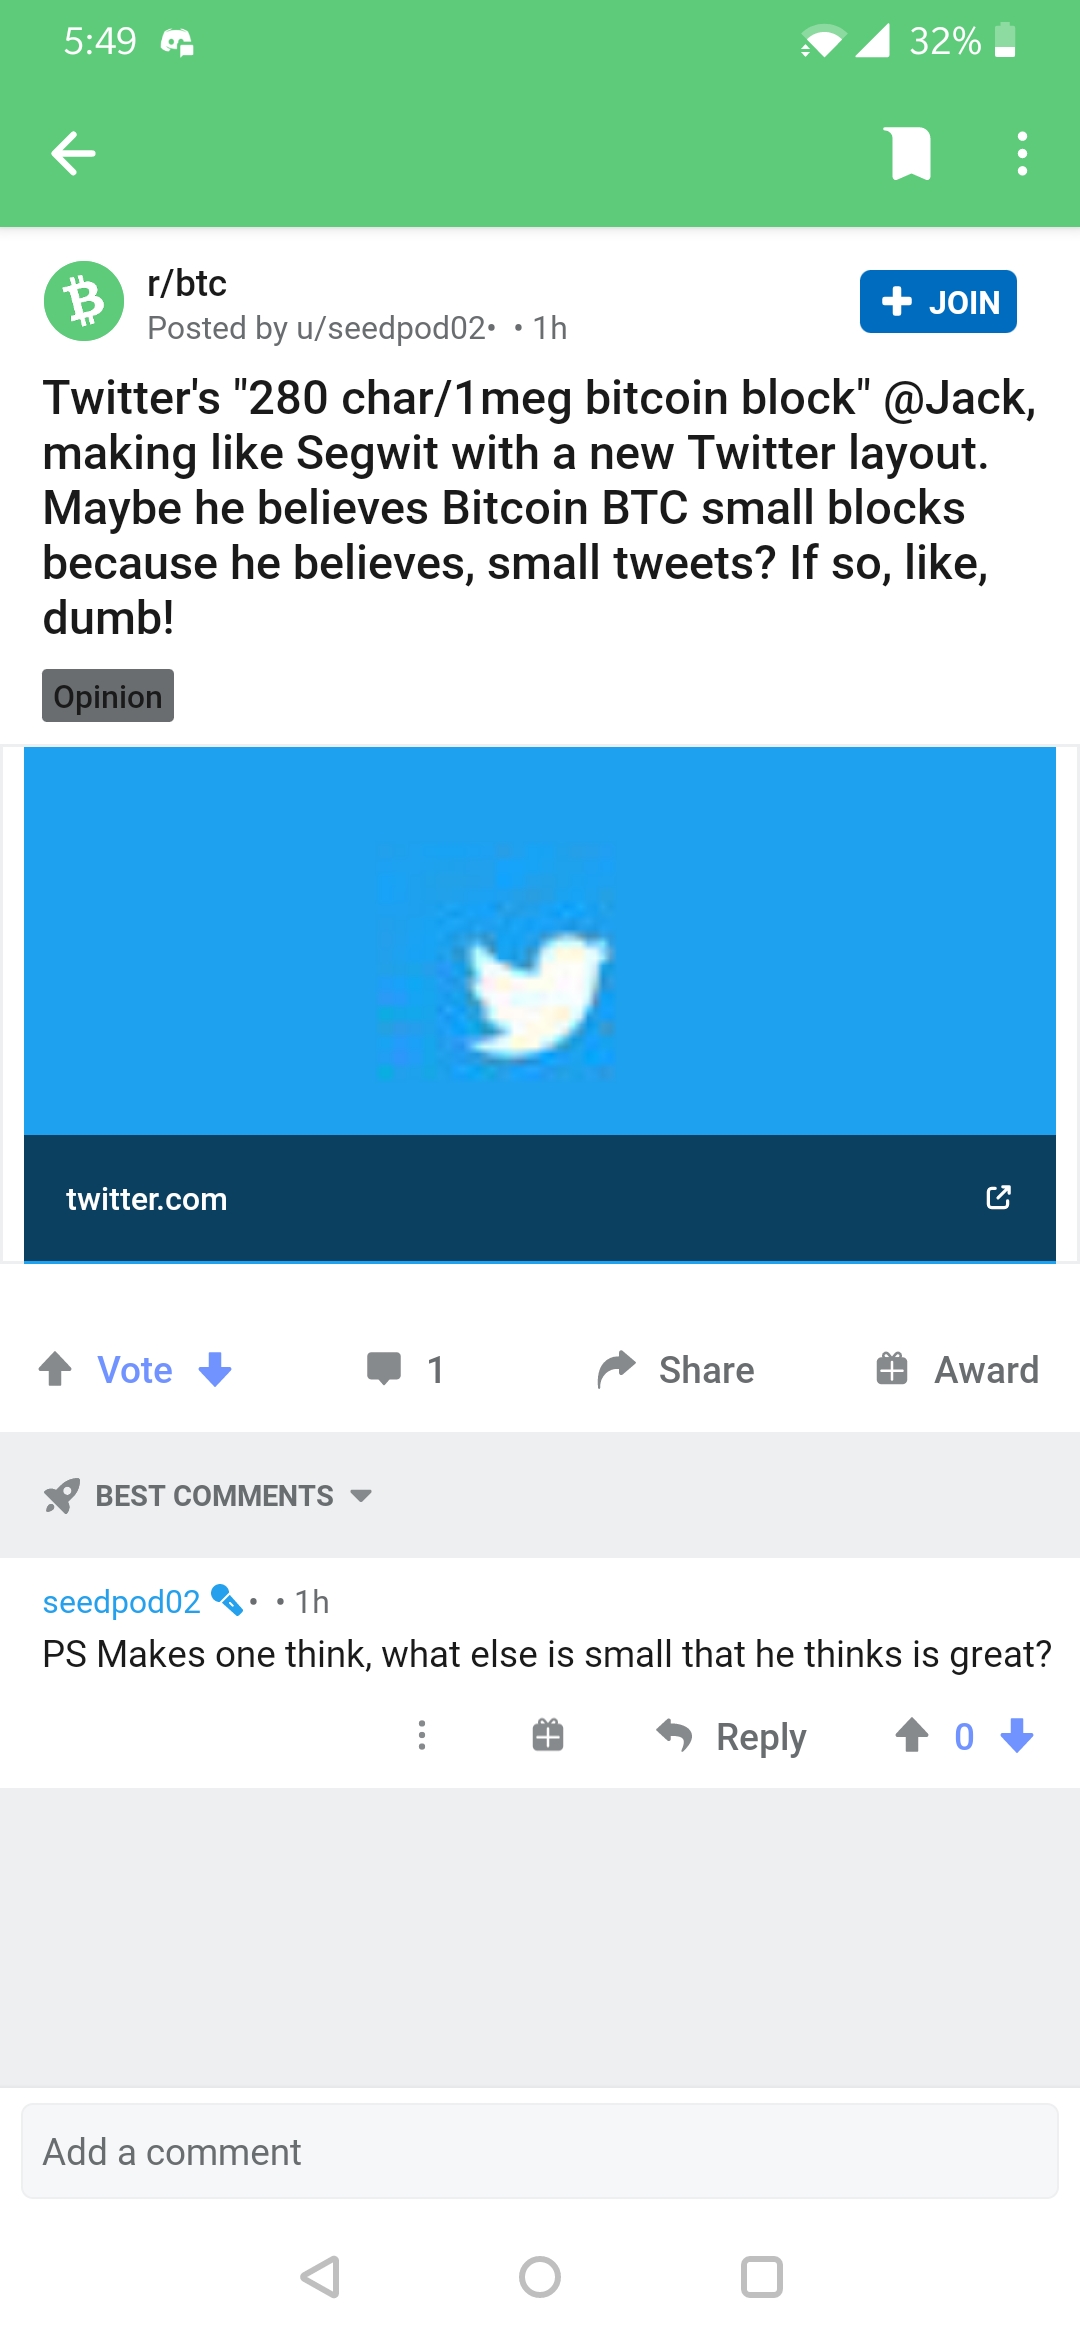 5:49 32%
r/btc
Posted by u/seedpod02• • 1h
+ JOIN
Twitter's "280 char/1meg bitcoin block" @Jack,
making like Segwit with a new Twitter layout.
Maybe he believes Bitcoin BTC small blocks
because he believes, small tweets? If so, like,
dumb!
Opinion
twitter.com
Vote 1 Share Award
BEST COMMENTS
seedpod02 • • 1h
PS Makes one think, what else is small that he thinks is great?
Reply 0
Add a comment